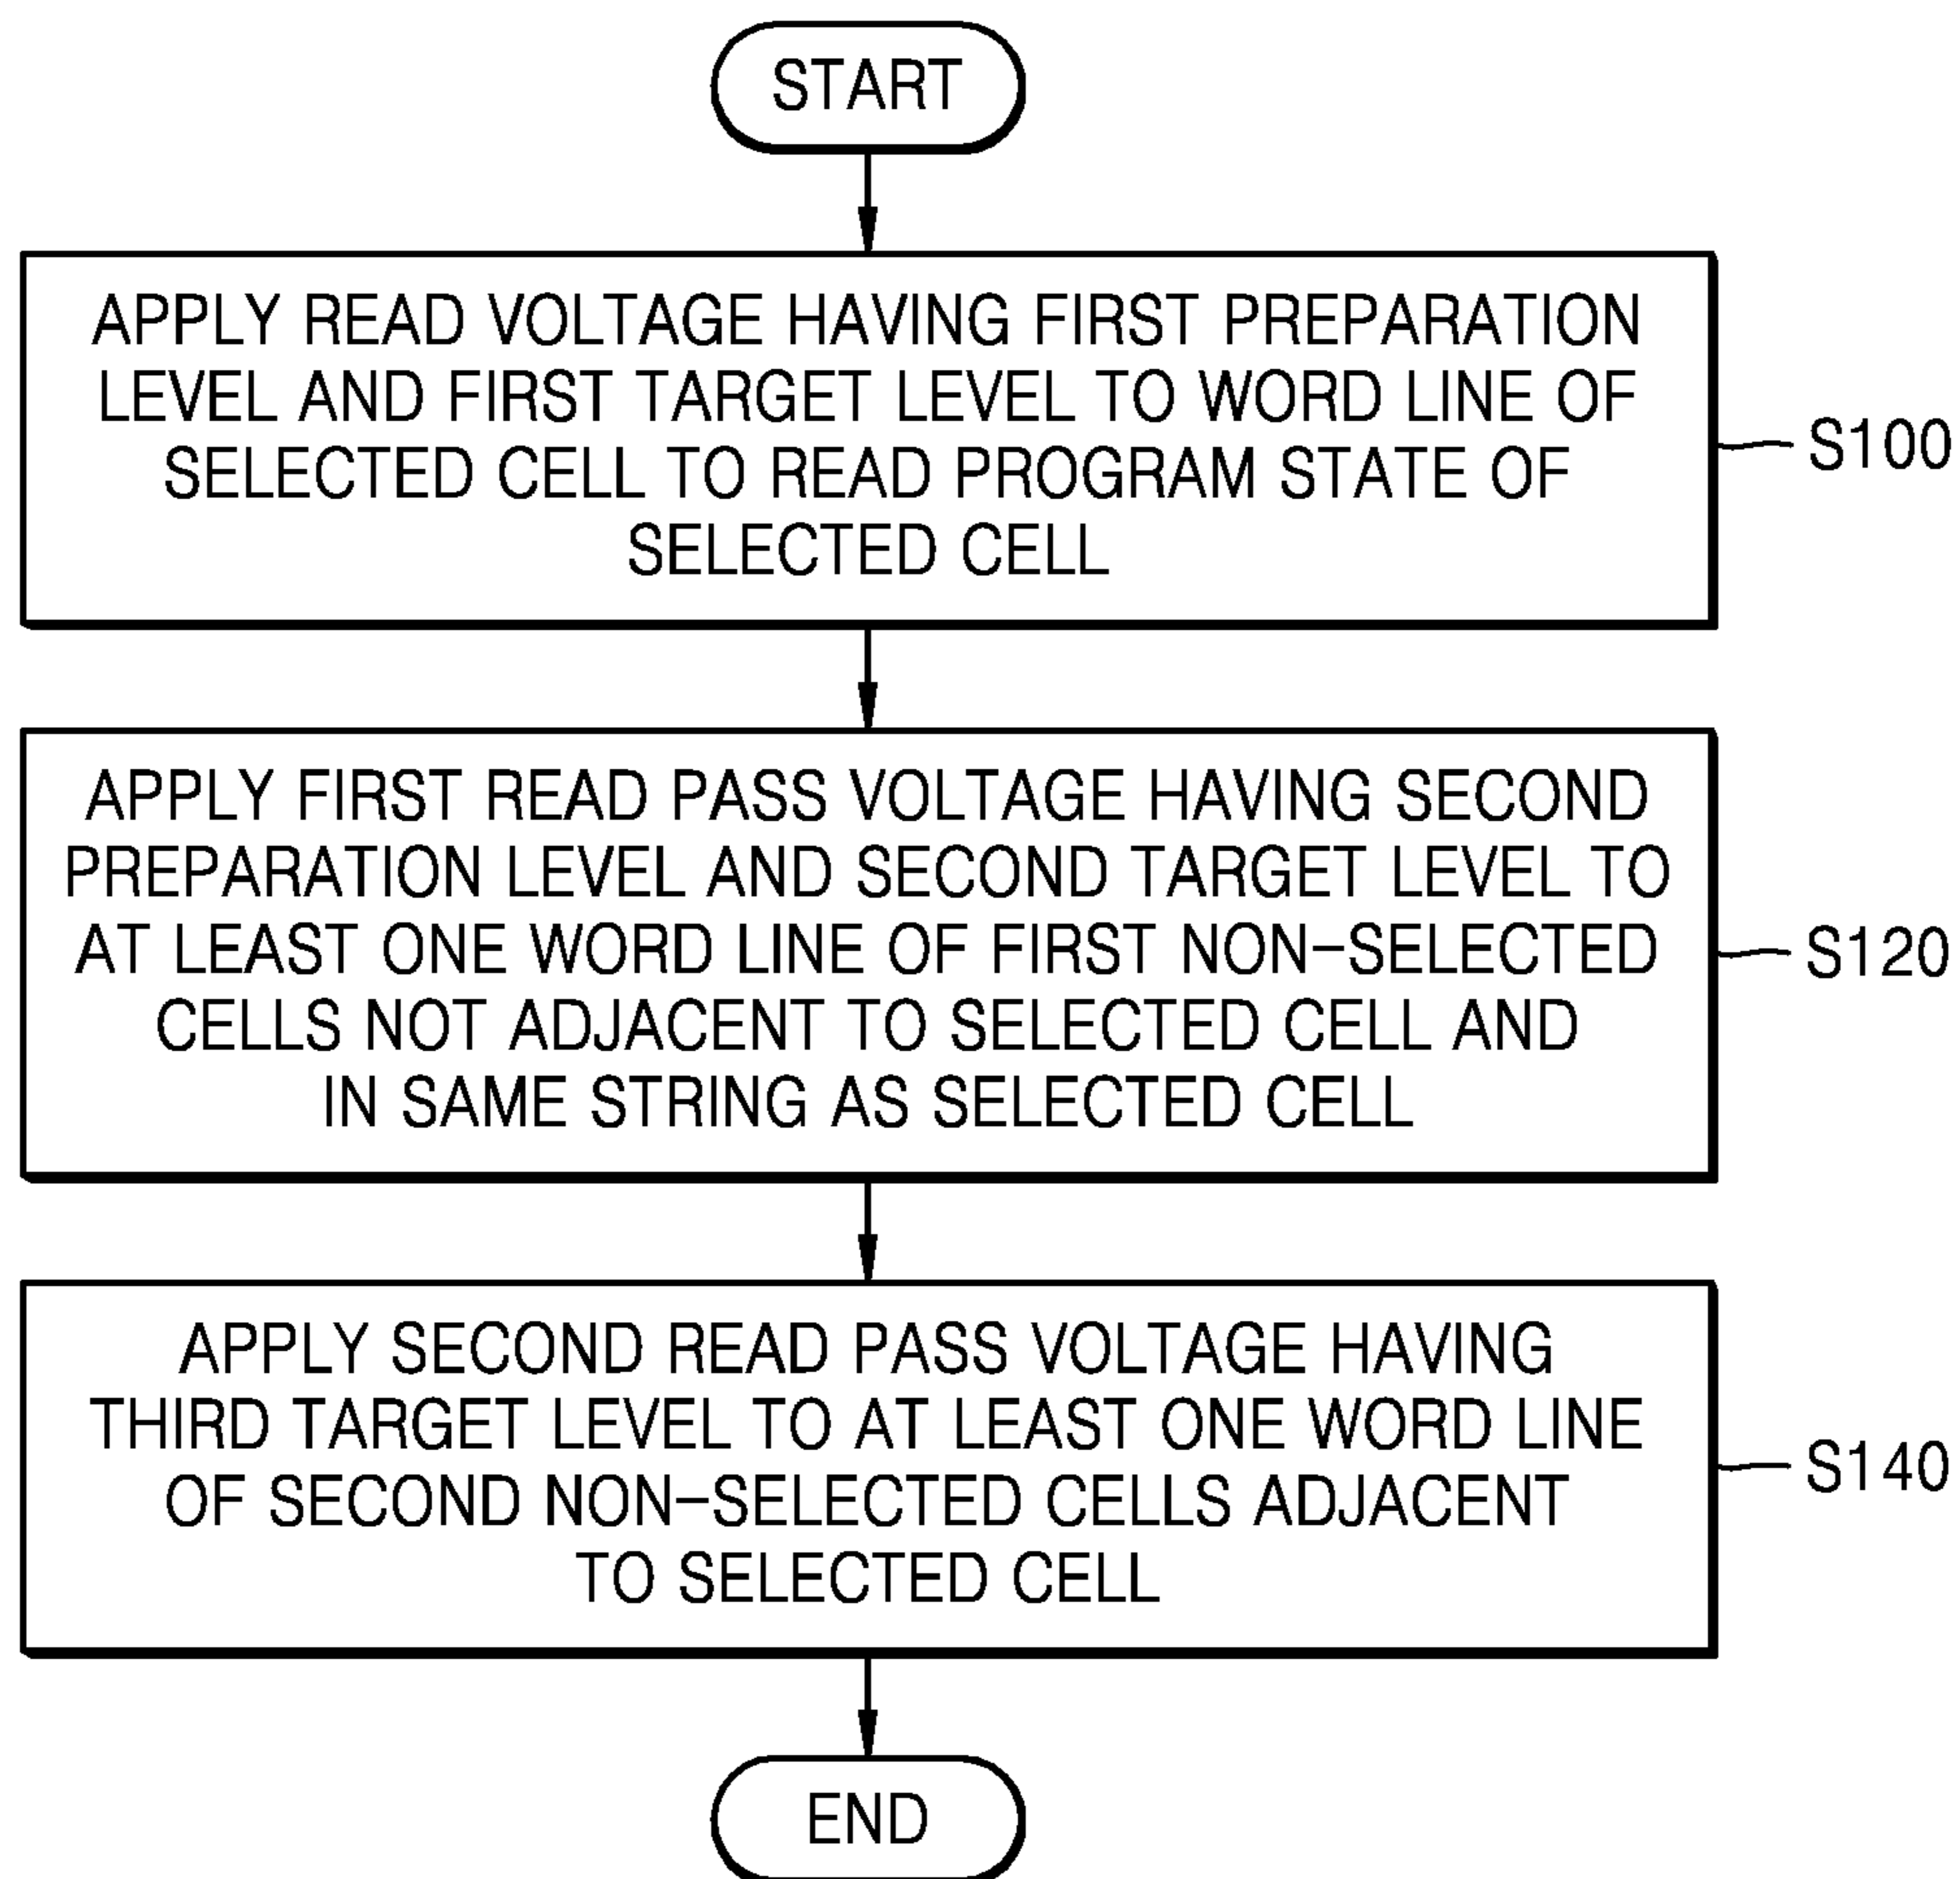 START
APPLY READ VOLTAGE HAVING FIRST PREPARATION
LEVEL AND FIRST TARGET LEVEL TO WORD LINE OF
SELECTED CELL TO READ PROGRAM STATE OF
SELECTED CELL
S100
APPLY FIRST READ PASS VOLTAGE HAVING SECOND
PREPARATION LEVEL AND SECOND TARGET LEVEL TO
AT LEAST ONE WORD LINE OF FIRST NON-SELECTED
CELLS NOT ADJACENT TO SELECTED CELL AND
IN SAME STRING AS SELECTED CELL
S120
APPLY SECOND READ PASS VOLTAGE HAVING
THIRD TARGET LEVEL TO AT LEAST ONE WORD LINE
OF SECOND NON-SELECTED CELLS ADJACENT
TO SELECTED CELL
S140
END